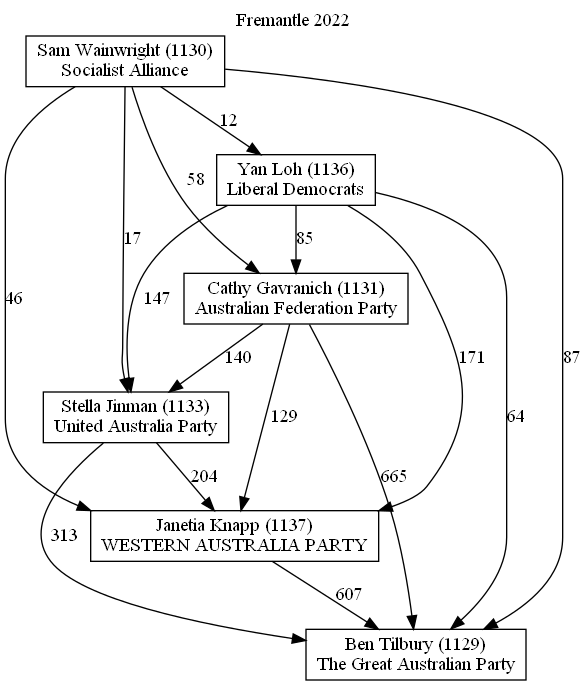 Fremantle 2022
Sam Wainwright (1130)
Socialist Alliance
12
Yan Loh (1136)
Liberal Democrats
58
17
85
46
147
Cathy Gavranich (1131)
Australian Federation Party
140
171
87
Stella Jinman (1133)
United Australia Party
129
64
204
665
313
Janetia Knapp (1137)
WESTERN AUSTRALIA PARTY
607
Ben Tilbury (1129)
The Great Australian Party